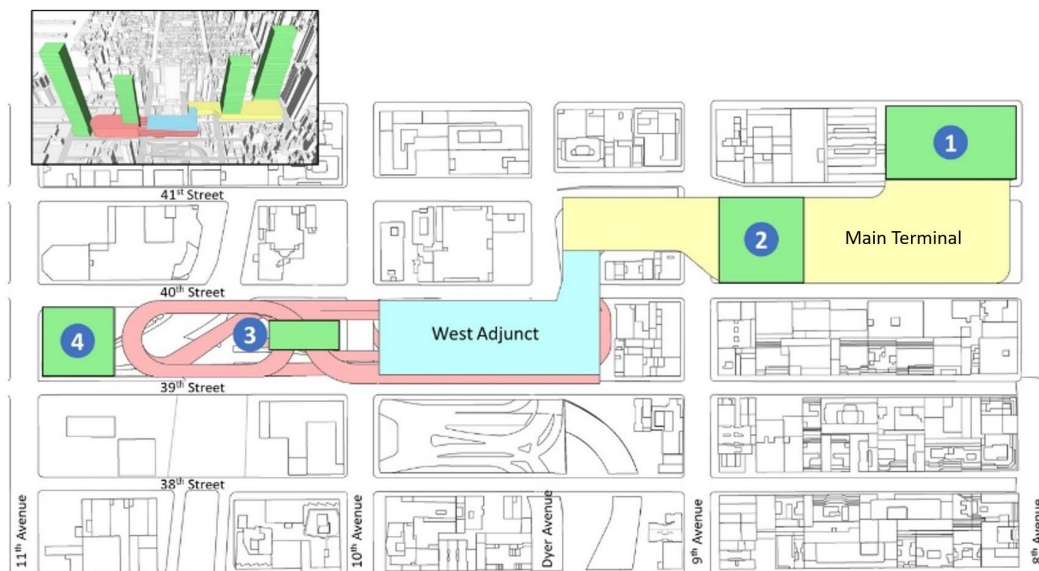 1
41st Street
2
Main Terminal
40th Street
4
3
West Adjunct
39th Street
38th Street
11th Avenue
10th Avenue
Dyer Avenue
9th Avenue
8th Avenue